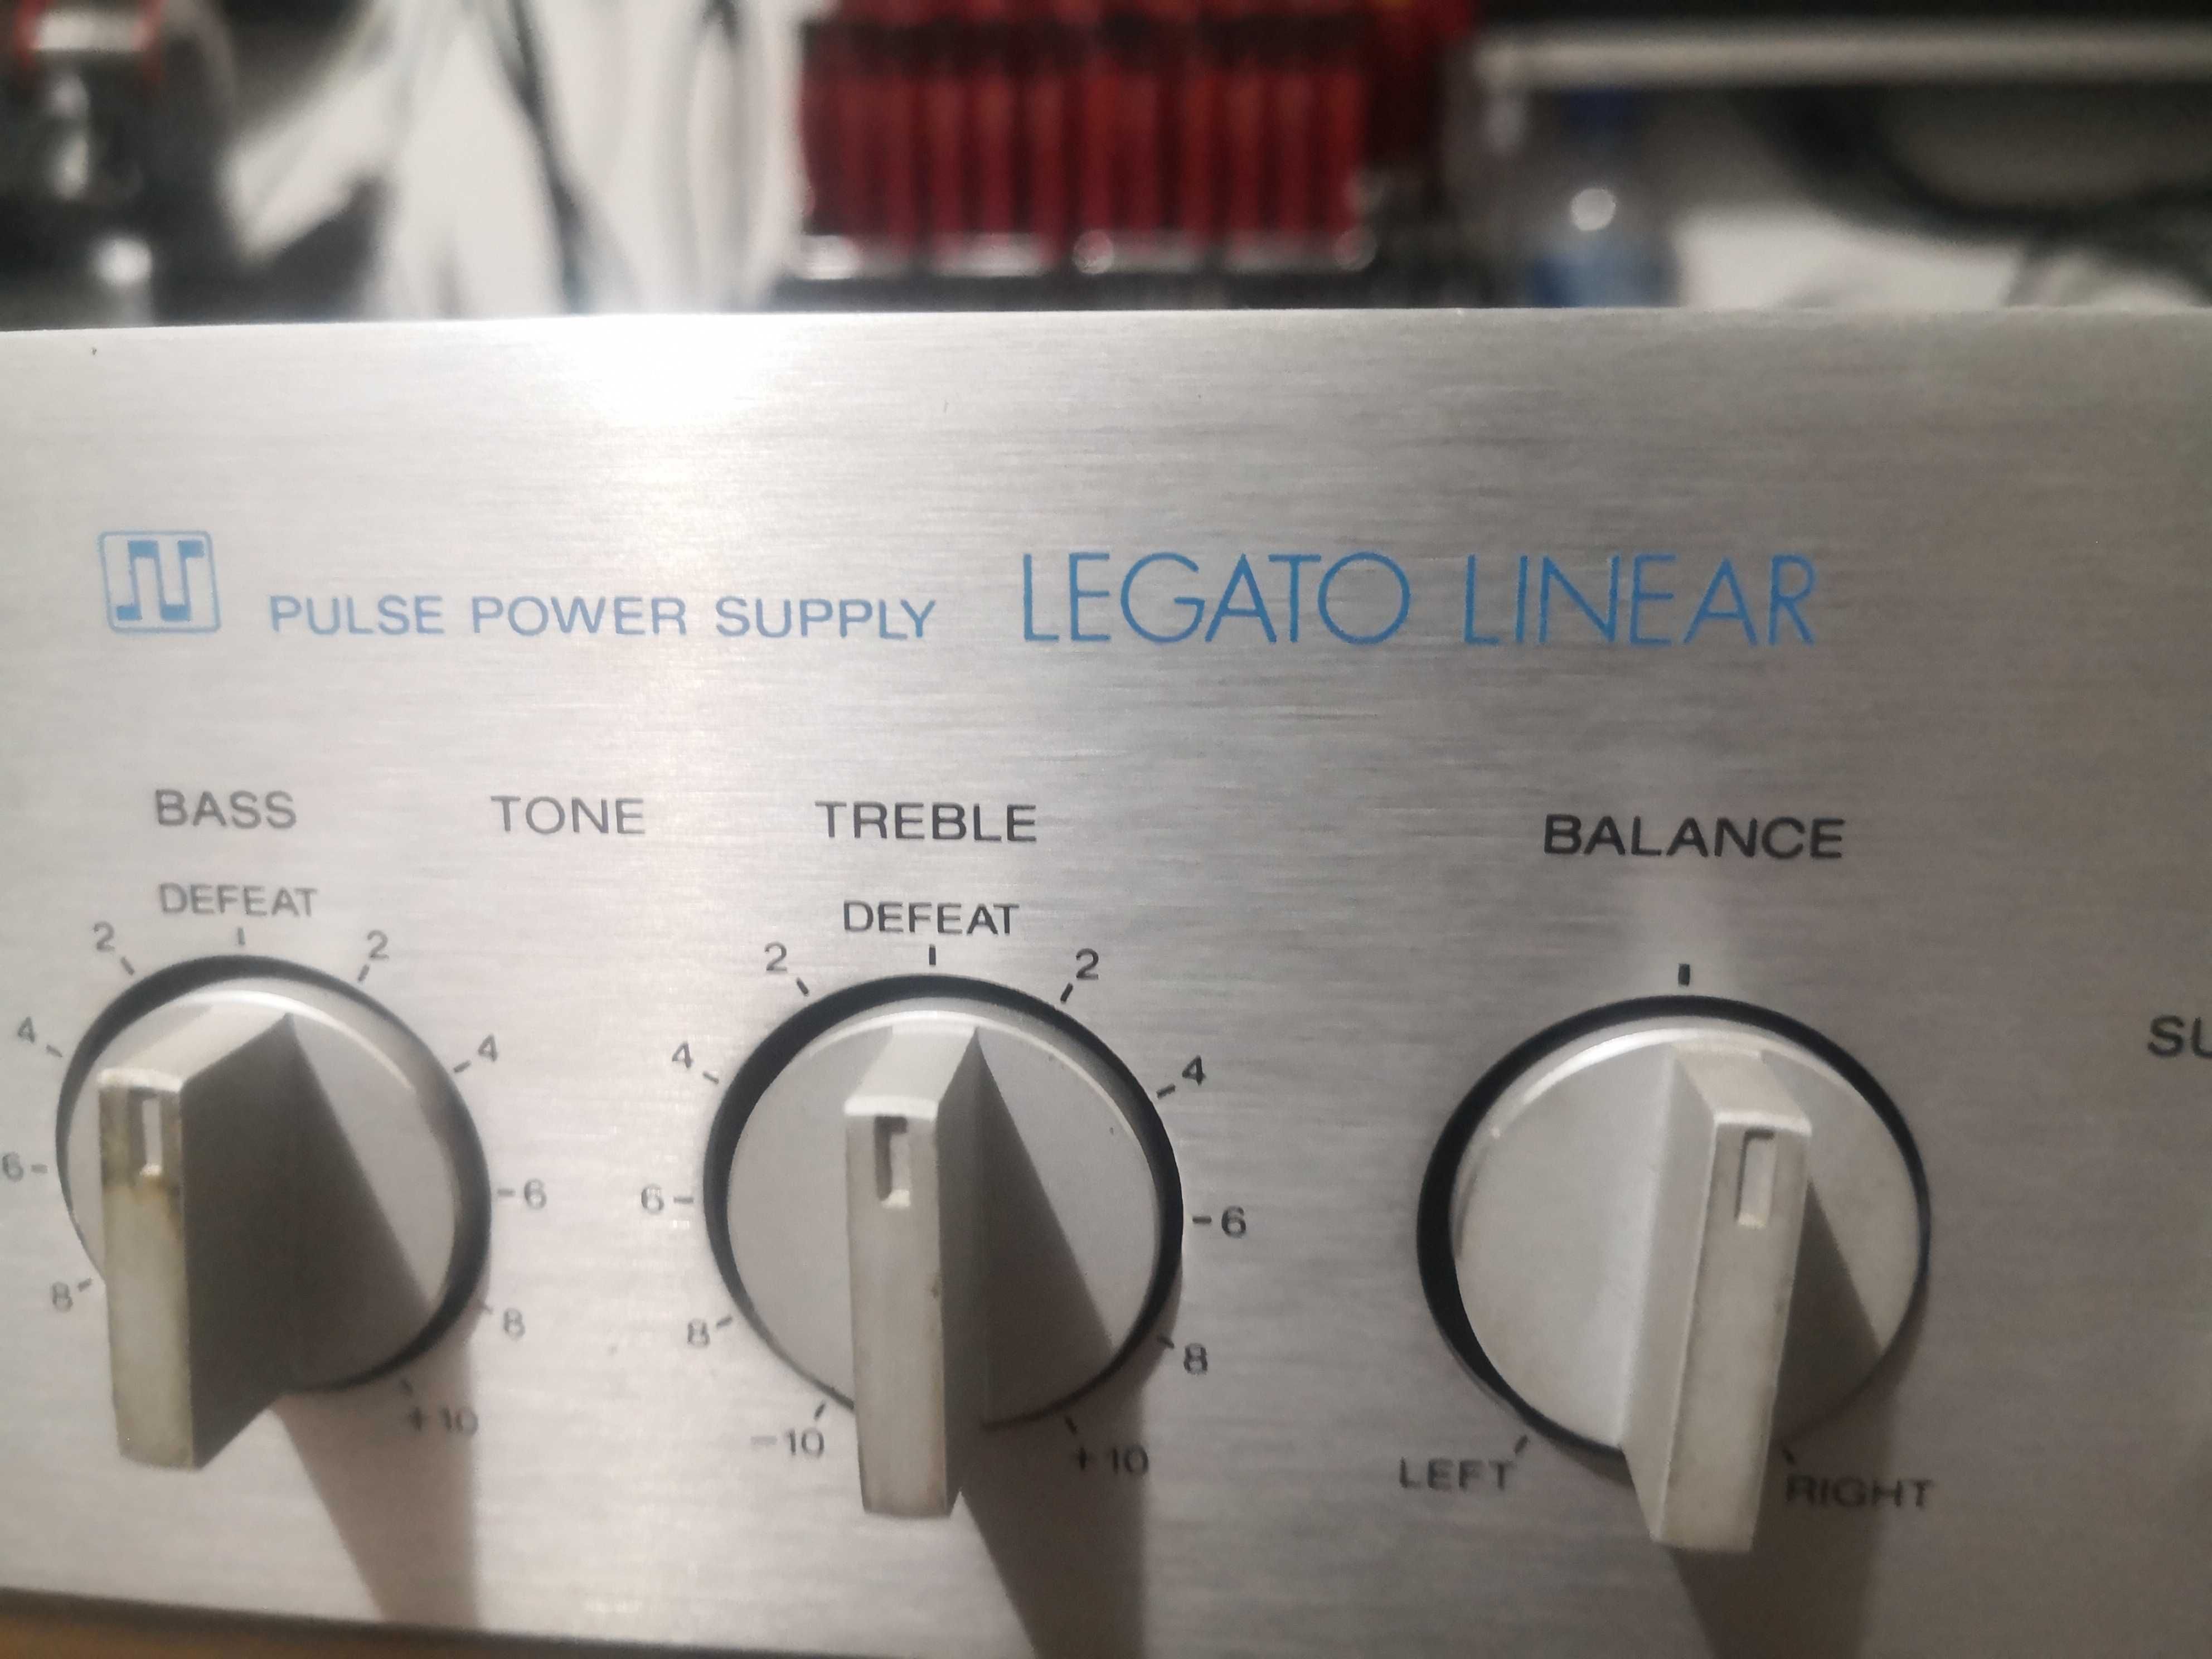 PULSE POWER SUPPLY LEGATO LINEAR
BASS TONE TREBLE BALANCE
DEFEAT DEFEAT
2 2 2 2
4 4 4 4
6 6 6 6
8 8 8 8
+10 -10 +10
LEFT RIGHT